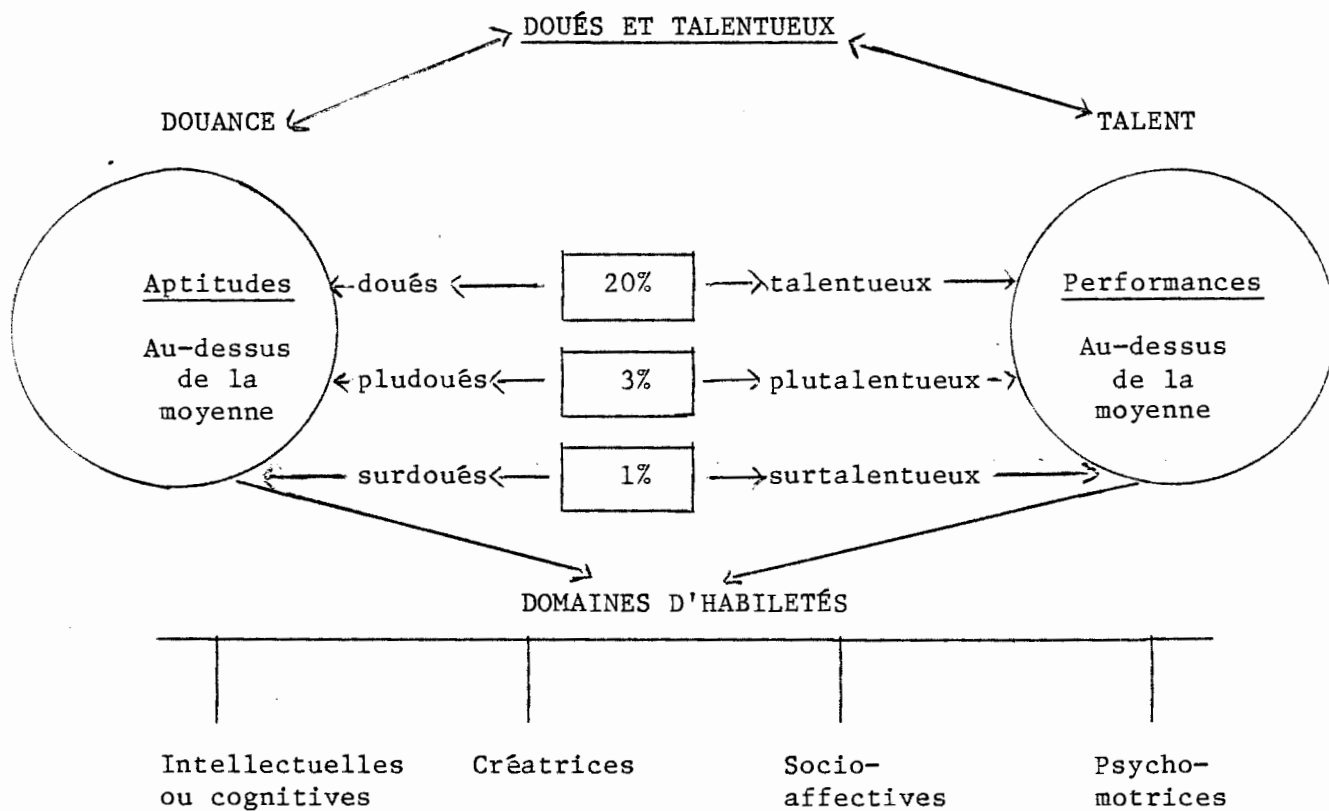 DOUÉS ET TALENTUEUX
DOUANCE TALENT
Aptitudes doués 20% talentueux Performances
Au-dessus
de la
moyenne
pludoués 3% plutalentueux
Au-dessus
de la
moyenne
surdoués 1% surtalentueux
DOMAINES D'HABILETÉS
Intellectuelles
ou cognitives
Créatrices
Socio-
affectives
Psycho-
motrices